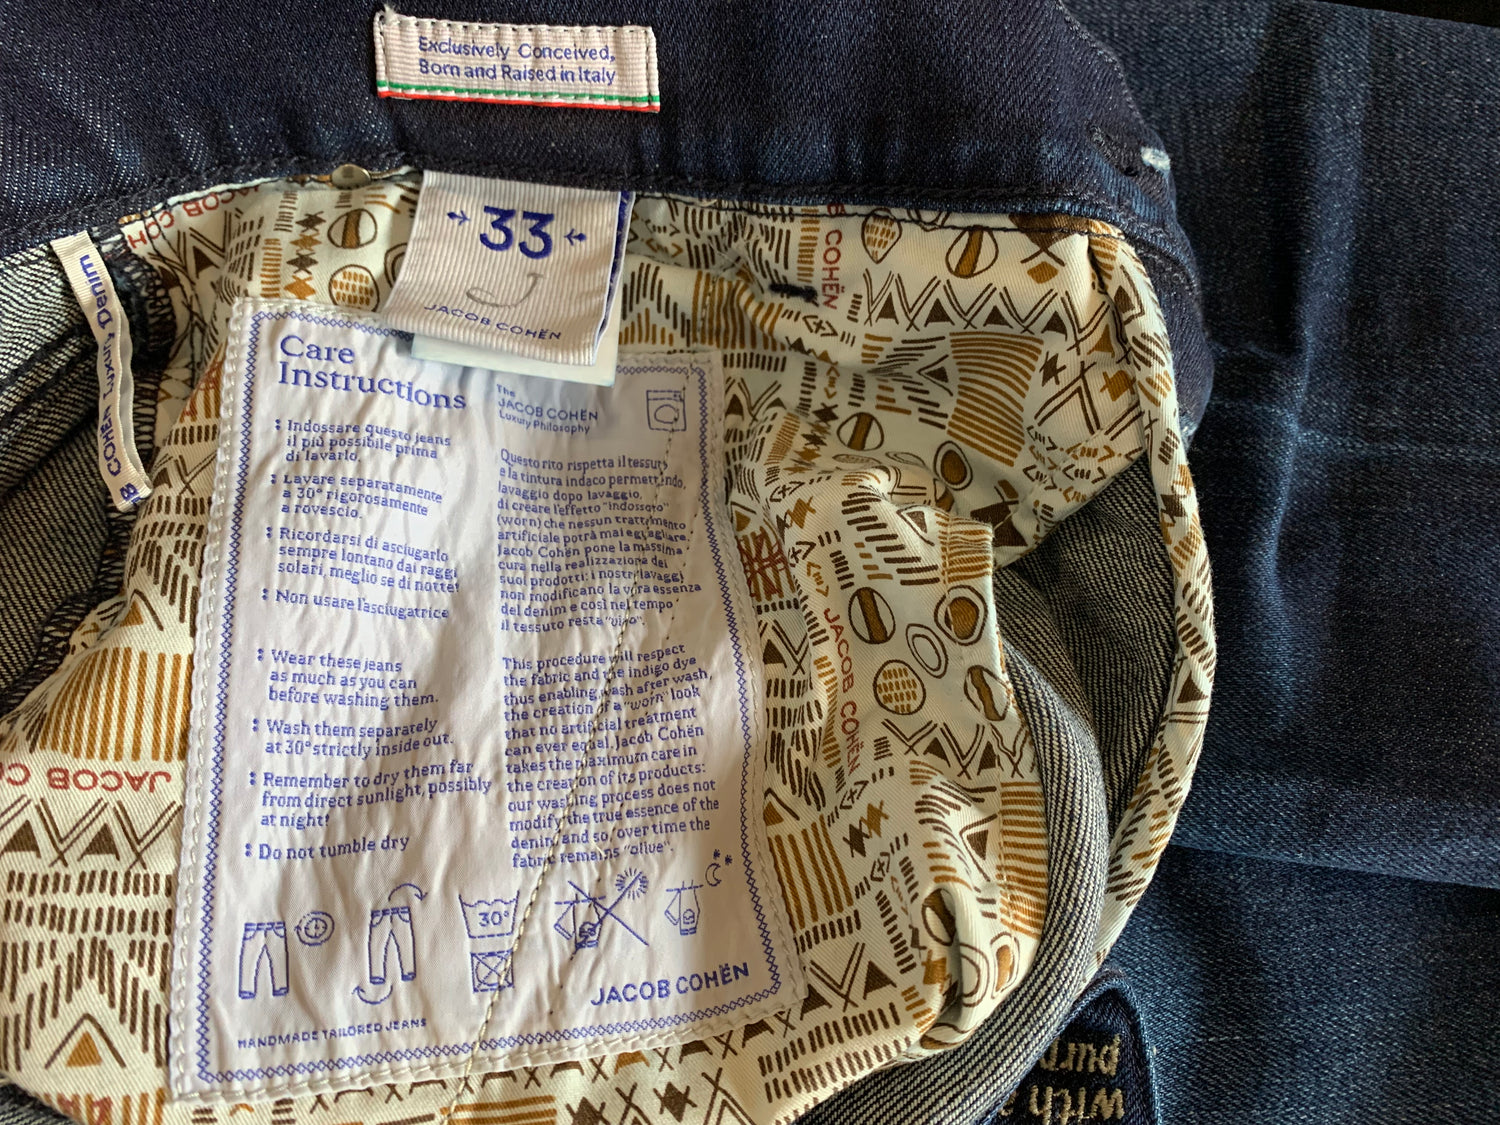 Exclusively Conceived,
Born and Raised in Italy
33
JACOB COHËN
COHËN Luxury Denim
Care
Instructions
Indossare questo jeans
il più possibile prima
di lavarlo.
Lavare separatamente
a 30° rigorosamente
a rovescio.
Ricordarsi di asciugarlo
sempre lontano dai raggi
solari, meglio se di notte!
Non usare l'asciugatrice
Wear these jeans
as much as you can
before washing them.
Wash them separately
at 30° strictly inside out.
Remember to dry them far
from direct sunlight, possibly
at night!
Do not tumble dry
The
JACOB COHËN
Luxury Philosophy
Questo rito rispetta il tessuto
e la tintura indaco permettendo,
lavaggio dopo lavaggio,
di creare l'effetto "indossato"
(worn) che nessun trattamento
artificiale potrà mai eguagliare.
Jacob Cohën pone la massima
cura nella realizzazione dei
suoi prodotti: i nostri lavaggi
non modificano la vera essenza
del denim e così nel tempo
il tessuto resta "vivo".
This procedure will respect
the fabric and the indigo dye
thus enabling, wash after wash,
the creation of a "worn" look
that no artificial treatment
can ever equal. Jacob Cohën
takes the maximum care in
the creation of its products:
our washing process does not
modify the true essence of the
denim and so, over time the
fabric remains "alive".
30°
JACOB COHËN
HANDMADE TAILORED JEANS
JACOB COH
COHËN
JACOB COHËN
JACOB CO
with